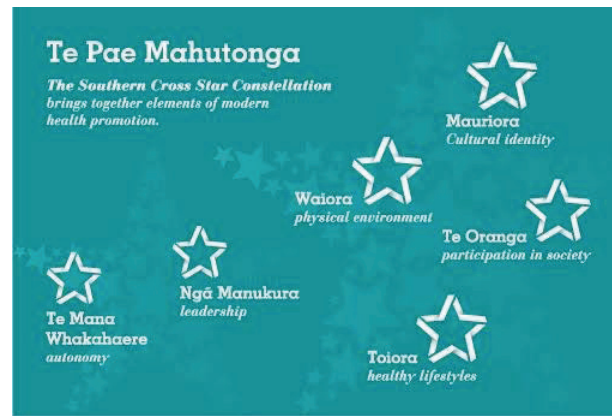 Te Pae Mahutonga
The Southern Cross Star Constellation
brings together elements of modern
health promotion.
Mauriora
Cultural identity
Waiora
physical environment
Te Oranga
participation in society
Ngā Manukura
leadership
Te Mana
Whakahaere
autonomy
Toiora
healthy lifestyles